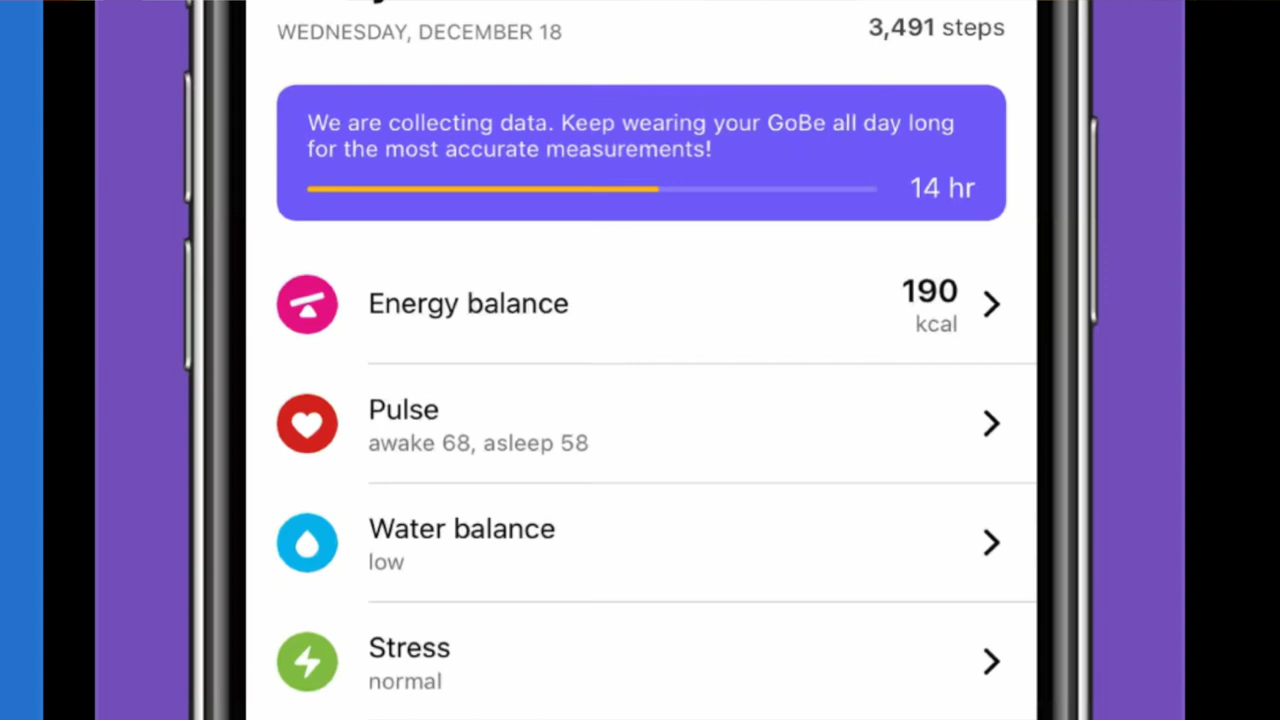 WEDNESDAY, DECEMBER 18
3,491 steps
We are collecting data. Keep wearing your GoBe all day long
for the most accurate measurements!
14 hr
Energy balance
190
kcal
Pulse
awake 68, asleep 58
Water balance
low
Stress
normal